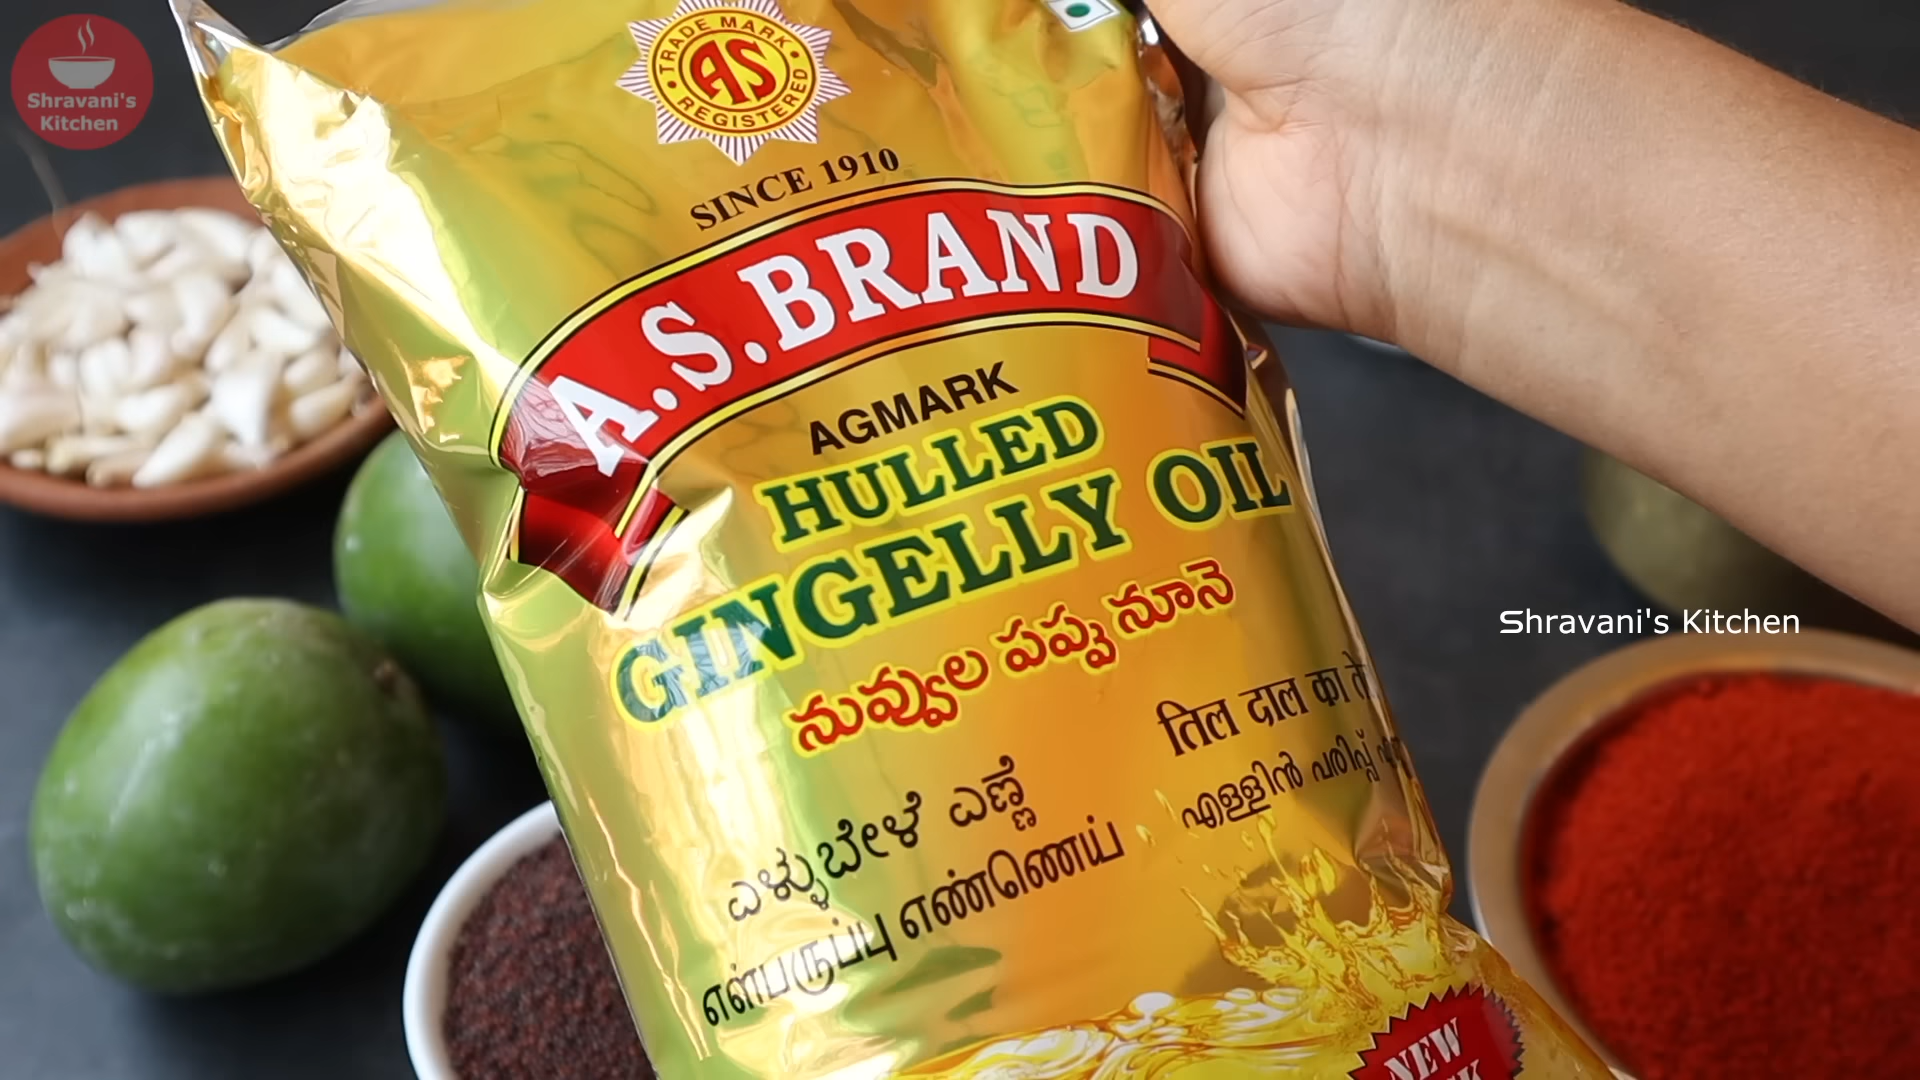 Shravani's
Kitchen
TRADE MARK
AS
REGISTERED
SINCE 1910
A.S.BRAND
AGMARK
HULLED
GINGELLY OIL
నువ్వుల పప్పు నూనె
तिल दाल का
എള്ളിൻ പരിപ്പ്
ಎಳ್ಳುಬೇಳೆ ಎಣ್ಣೆ
எள்பருப்பு எண்ணெய்
Shravani's Kitchen
NEW